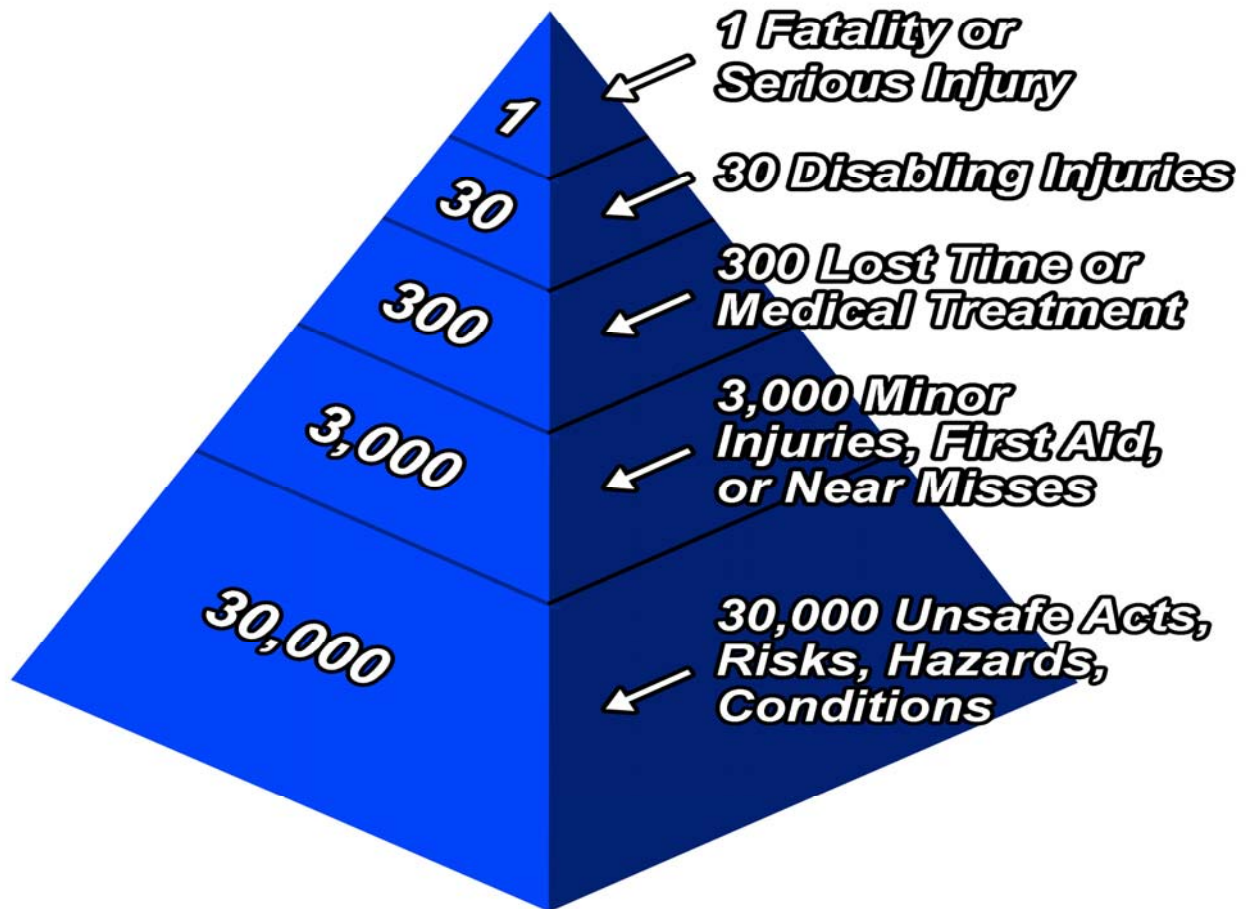 1
1 Fatality or
Serious Injury
30
30 Disabling Injuries
300
300 Lost Time or
Medical Treatment
3,000
3,000 Minor
Injuries, First Aid,
or Near Misses
30,000
30,000 Unsafe Acts,
Risks, Hazards,
Conditions